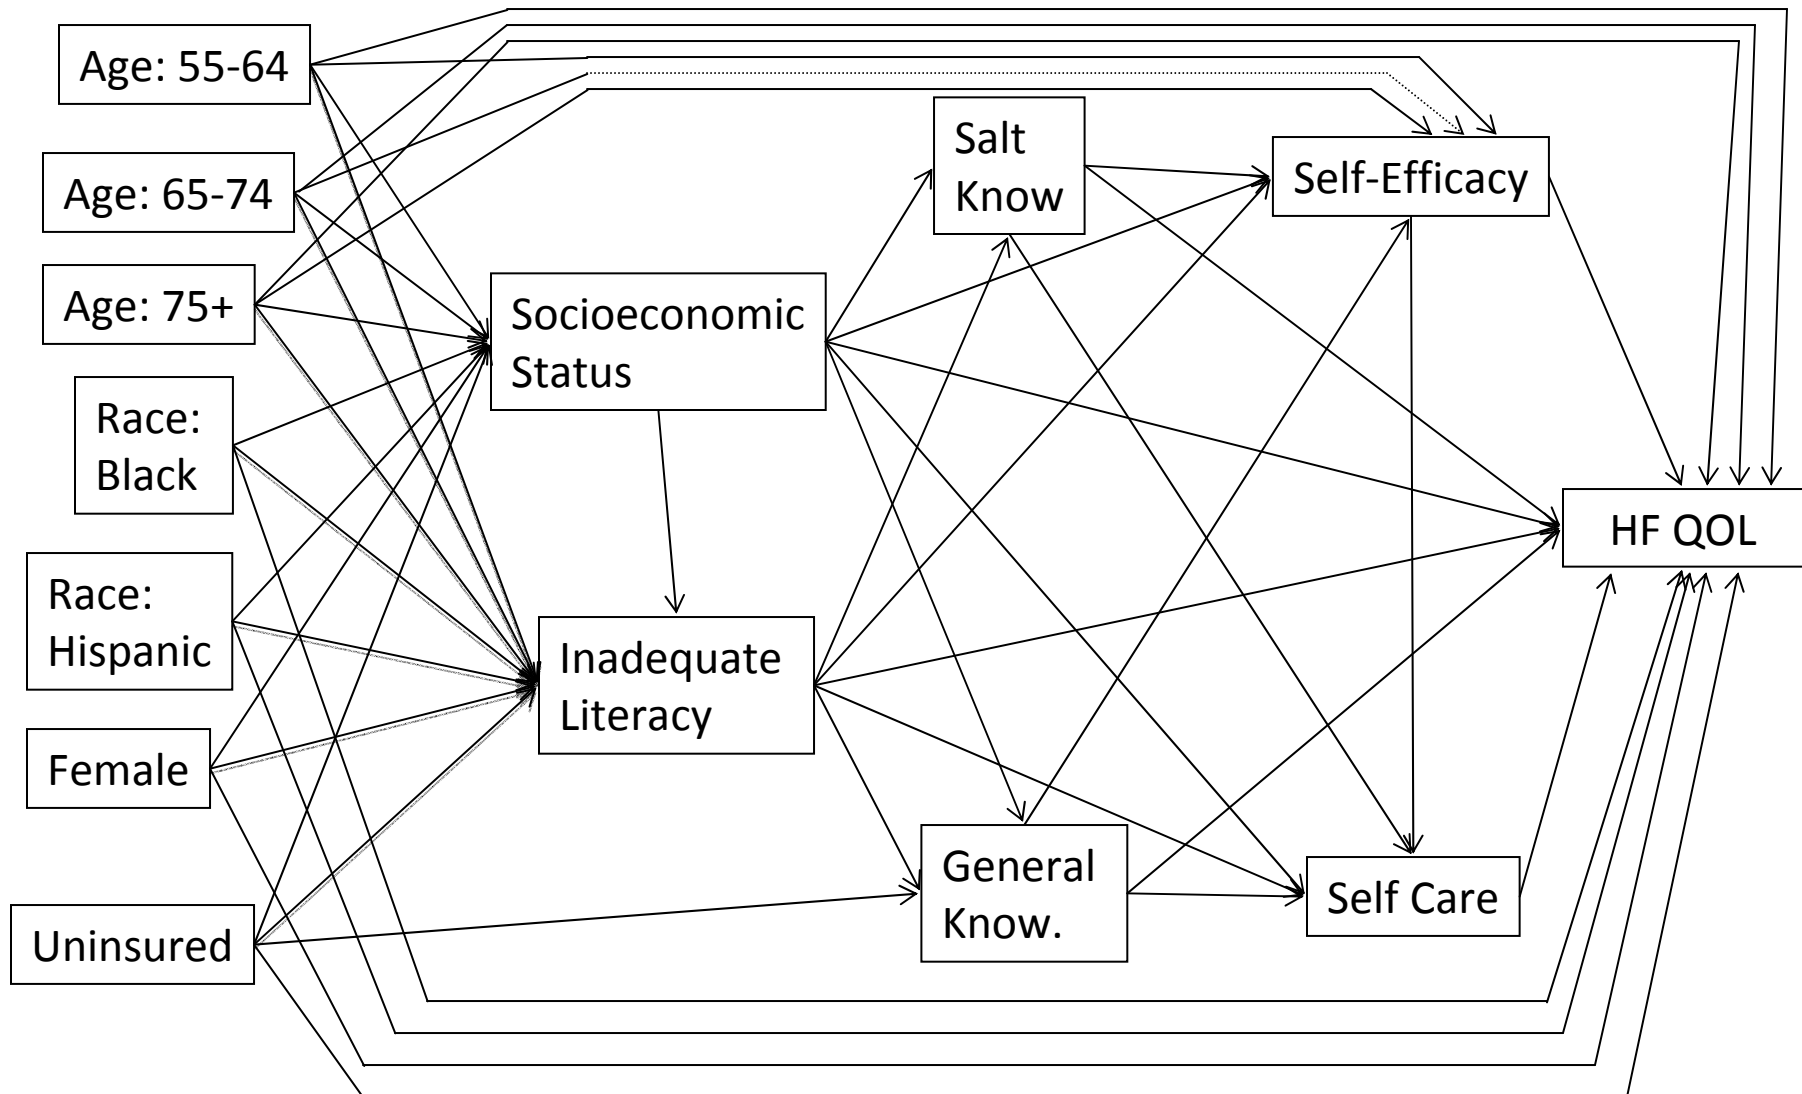 Age: 55-64
Age: 65-74
Age: 75+
Race:
Black
Race:
Hispanic
Female
Uninsured
Socioeconomic
Status
Inadequate
Literacy
Salt
Know
General
Know.
Self-Efficacy
Self Care
HF QOL